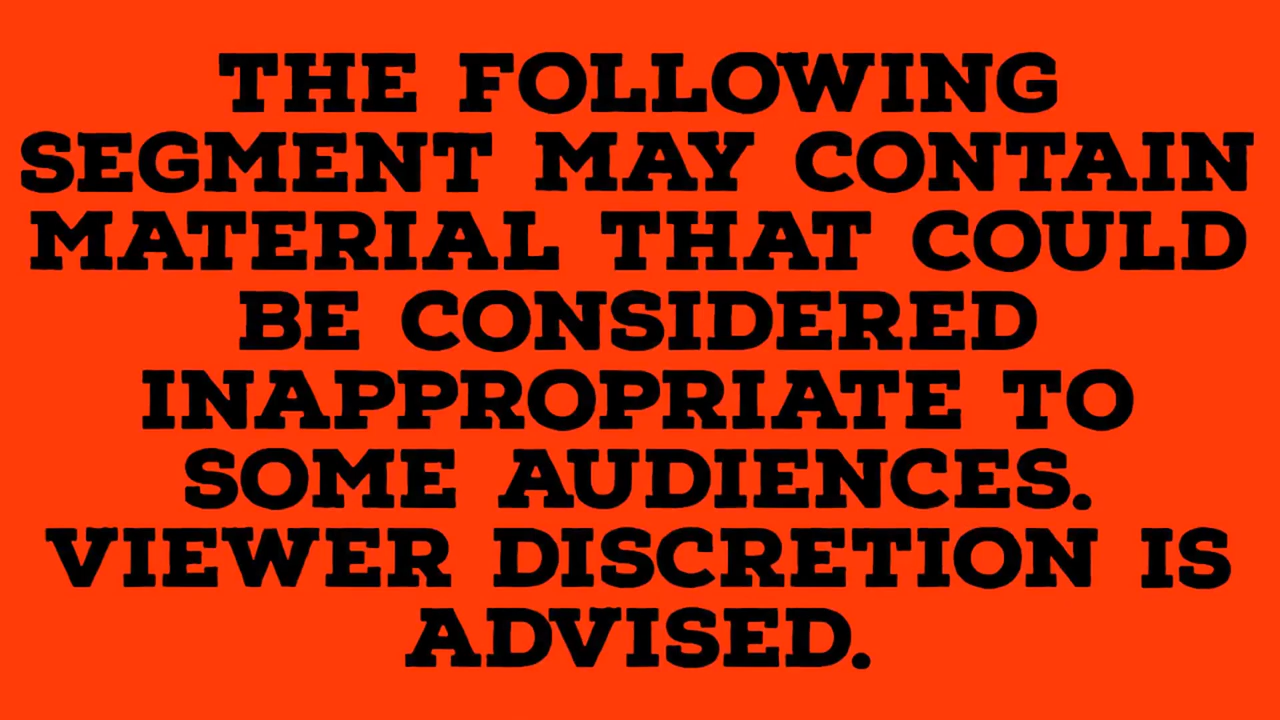 THE FOLLOWING
SEGMENT MAY CONTAIN
MATERIAL THAT COULD
BE CONSIDERED
INAPPROPRIATE TO
SOME AUDIENCES.
VIEWER DISCRETION IS
ADVISED.